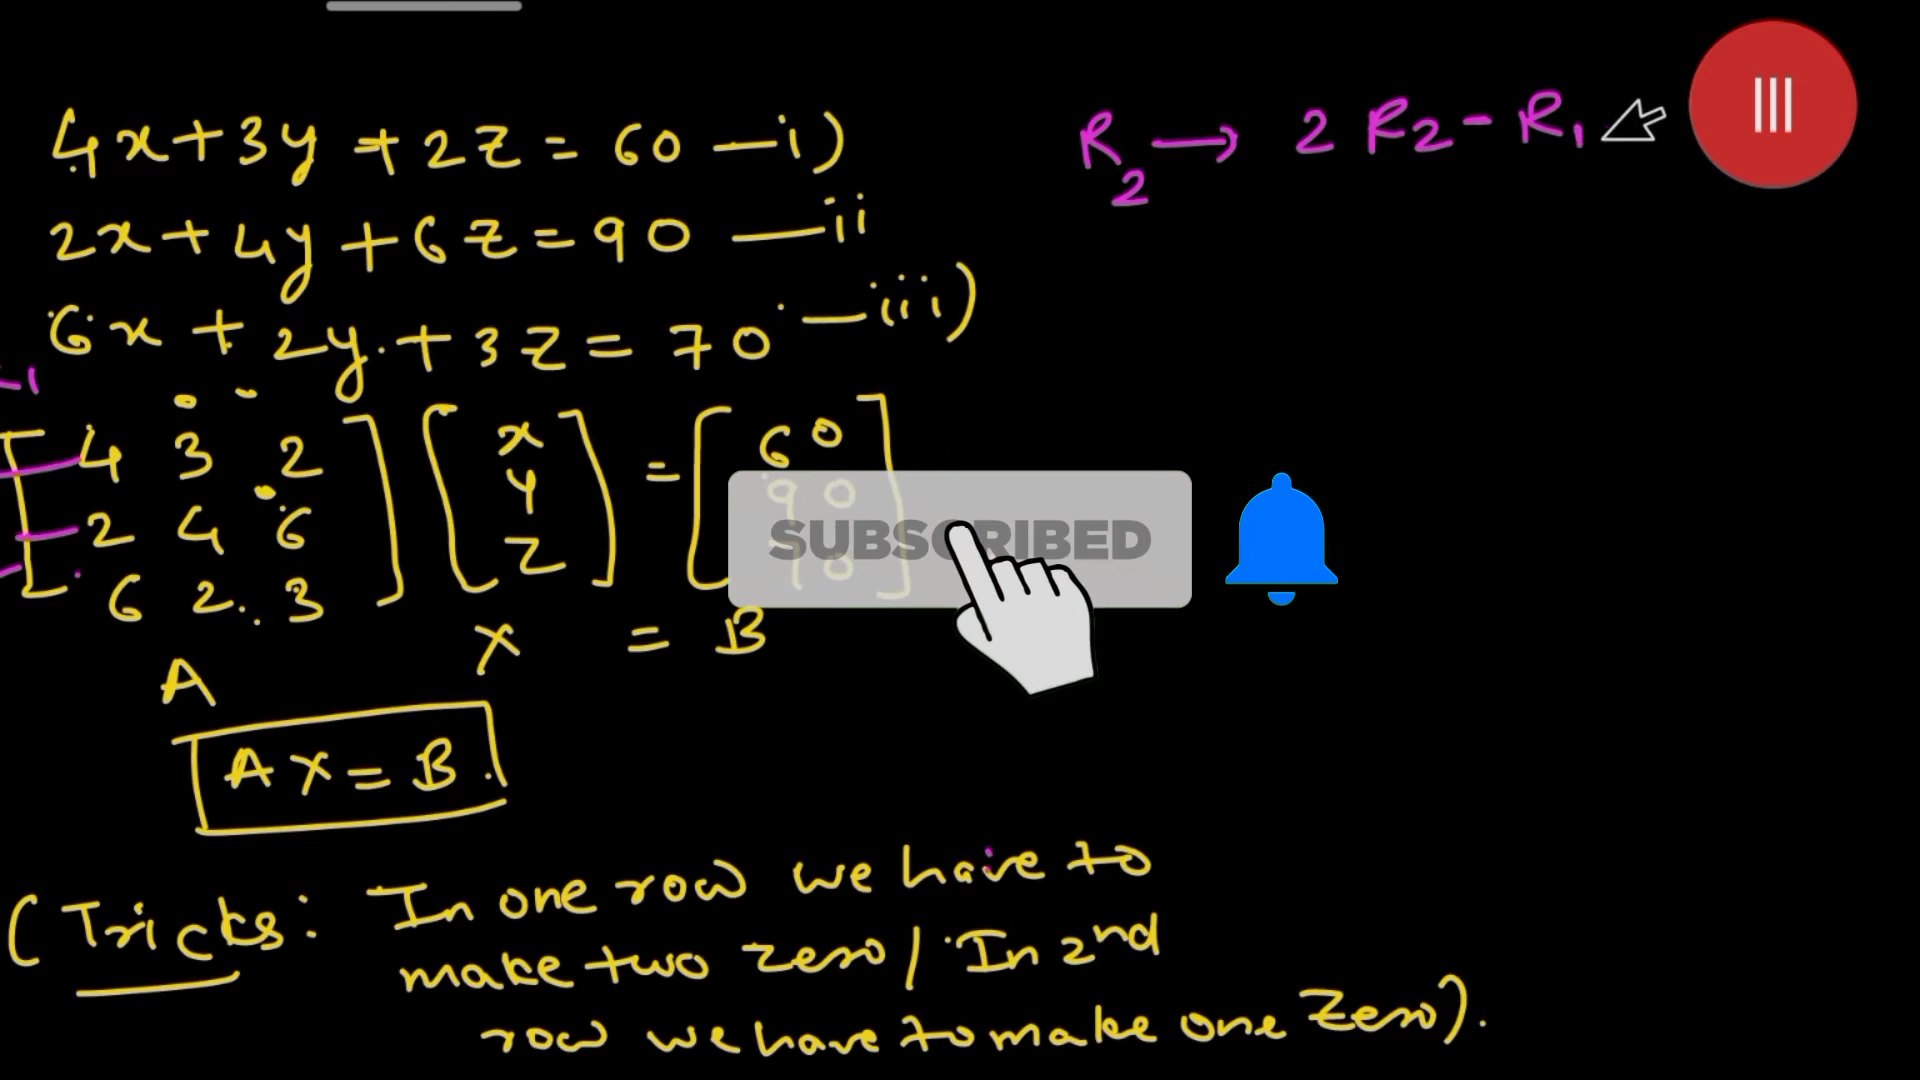 4x+3y+2z=60 —i)
R2 → 2R2-R1
2x+4y+6z=90 —ii
6x+2y+3z=70 —iii)
4 3 2
2 4 6
6 2 3
x
y
z
=
60
90
SUBSCRIBED
A
X = B
AX=B
(Tricks: In one row we have to
make two zero / In 2nd
row we have to make one zero).